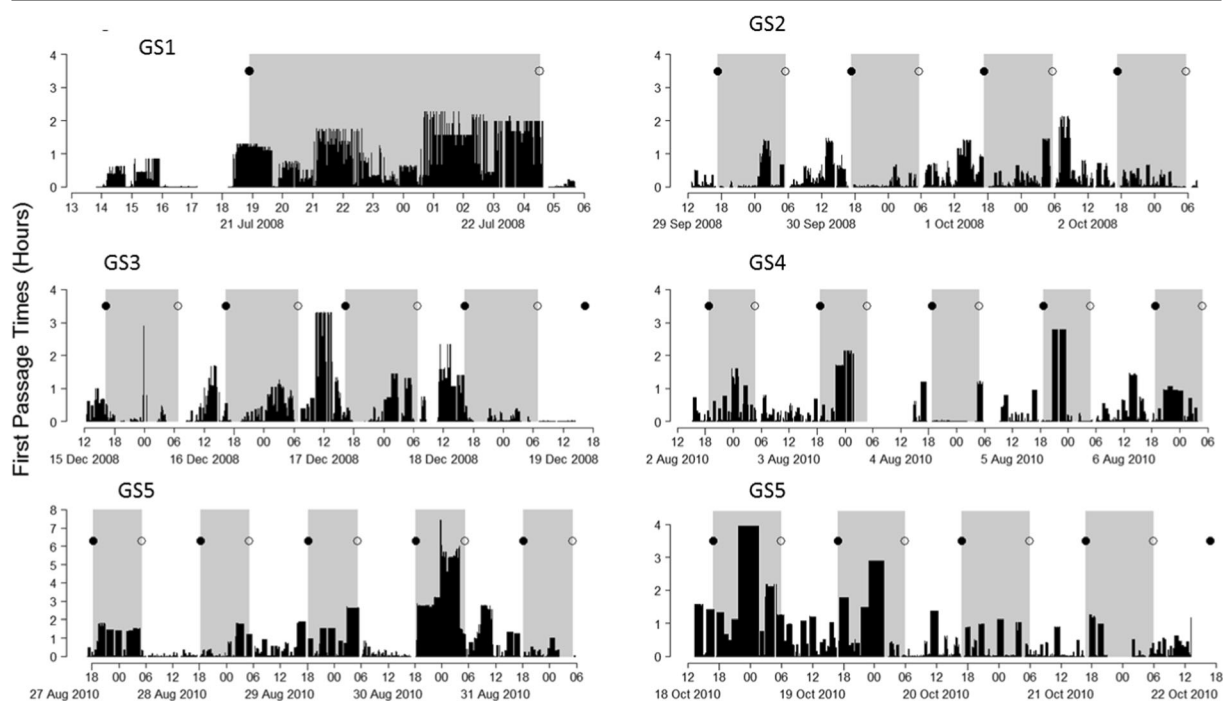 GS1
4
3
2
1
0
13 14 15 16 17 18 19 20 21 22 23 00 01 02 03 04 05 06
21 Jul 2008 22 Jul 2008
GS2
4
3
2
1
0
12 18 00 06 12 18 00 06 12 18 00 06 12 18 00 06
29 Sep 2008 30 Sep 2008 1 Oct 2008 2 Oct 2008
First Passage Times (Hours)
GS3
4
3
2
1
0
12 18 00 06 12 18 00 06 12 18 00 06 12 18 00 06 12 18
15 Dec 2008 16 Dec 2008 17 Dec 2008 18 Dec 2008 19 Dec 2008
GS4
4
3
2
1
0
12 18 00 06 12 18 00 06 12 18 00 06 12 18 00 06 12 18 00 06
2 Aug 2010 3 Aug 2010 4 Aug 2010 5 Aug 2010 6 Aug 2010
GS5
8
7
6
5
4
3
2
1
0
18 00 06 12 18 00 06 12 18 00 06 12 18 00 06 12 18 00 06
27 Aug 2010 28 Aug 2010 29 Aug 2010 30 Aug 2010 31 Aug 2010
GS5
4
3
2
1
0
12 18 00 06 12 18 00 06 12 18 00 06 12 18 00 06 12 18
18 Oct 2010 19 Oct 2010 20 Oct 2010 21 Oct 2010 22 Oct 2010